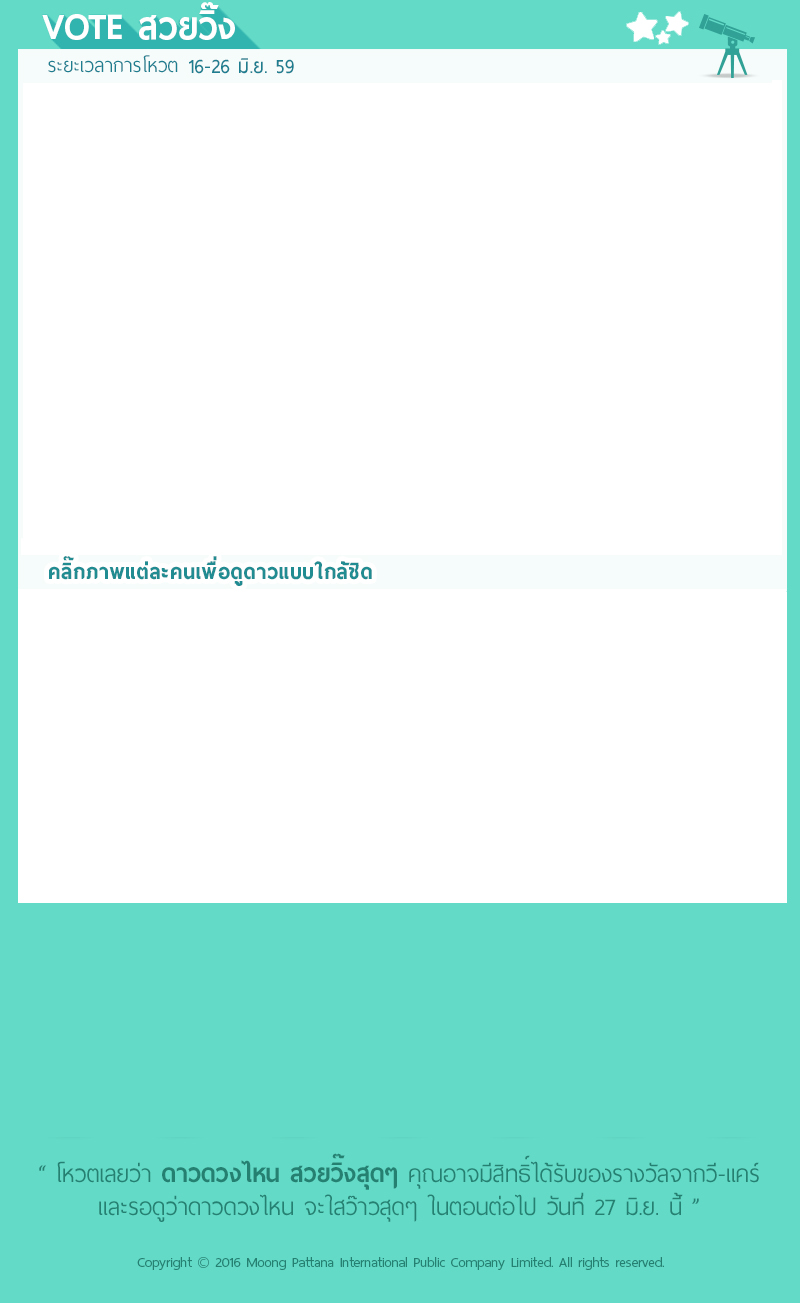 VOTE สวยวิ๊ง
ระยะเวลาการโหวต 16-26 มิ.ย. 59
คลิ๊กภาพแต่ละคนเพื่อดูดาวแบบใกล้ชิด
“ โหวตเลยว่า ดาวดวงไหน สวยวิ๊งสุดๆ คุณอาจมีสิทธิ์ได้รับของรางวัลจากวี-แคร์
และรอดูว่าดาวดวงไหน จะใสว๊าวสุดๆ ในตอนต่อไป วันที่ 27 มิ.ย. นี้ ”
Copyright © 2016 Moong Pattana International Public Company Limited. All rights reserved.